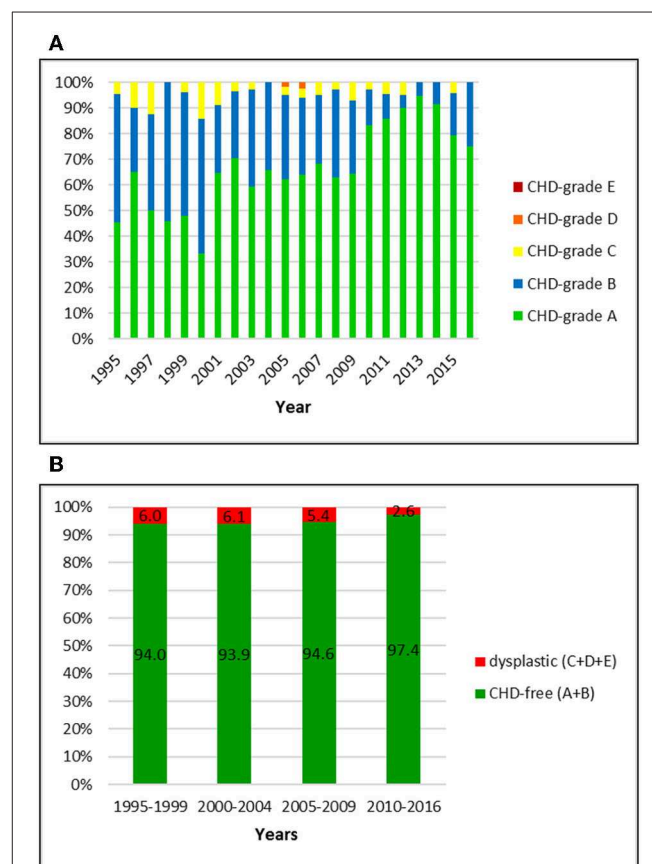 A
100%
90%
80%
70%
60%
50%
40%
30%
20%
10%
0%
CHD-grade E
CHD-grade D
CHD-grade C
CHD-grade B
CHD-grade A
1995 1997 1999 2001 2003 2005 2007 2009 2011 2013 2015
Year
B
100%
90%
80%
70%
60%
50%
40%
30%
20%
10%
0%
6.0 6.1 5.4 2.6
94.0 93.9 94.6 97.4
dysplastic (C+D+E)
CHD-free (A+B)
1995-1999 2000-2004 2005-2009 2010-2016
Years